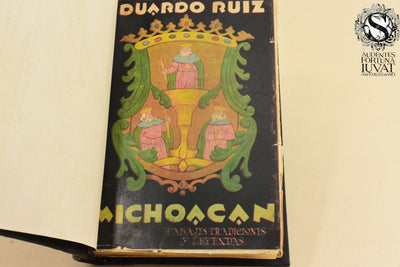 DUARDO RUIZ
MICHOACAN
PAISAJES TRADICIONES
Y LEYENDAS
AUDENTES
FORTUNA
IUVAT